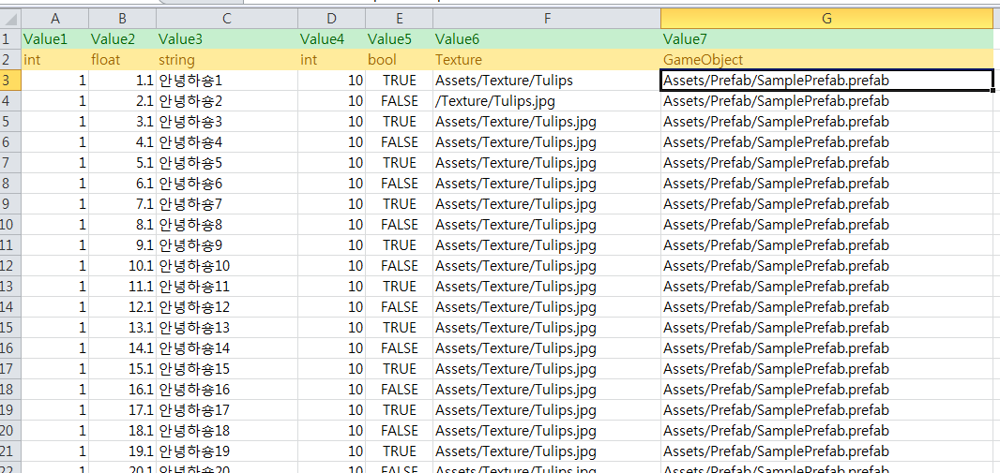 A B C D E F G
1 Value1 Value2 Value3 Value4 Value5 Value6 Value7
2 int float string int bool Texture GameObject
3 1 1.1 안녕하숑1 10 TRUE Assets/Texture/Tulips Assets/Prefab/SamplePrefab.prefab
4 1 2.1 안녕하숑2 10 FALSE /Texture/Tulips.jpg Assets/Prefab/SamplePrefab.prefab
5 1 3.1 안녕하숑3 10 TRUE Assets/Texture/Tulips.jpg Assets/Prefab/SamplePrefab.prefab
6 1 4.1 안녕하숑4 10 FALSE Assets/Texture/Tulips.jpg Assets/Prefab/SamplePrefab.prefab
7 1 5.1 안녕하숑5 10 TRUE Assets/Texture/Tulips.jpg Assets/Prefab/SamplePrefab.prefab
8 1 6.1 안녕하숑6 10 FALSE Assets/Texture/Tulips.jpg Assets/Prefab/SamplePrefab.prefab
9 1 7.1 안녕하숑7 10 TRUE Assets/Texture/Tulips.jpg Assets/Prefab/SamplePrefab.prefab
10 1 8.1 안녕하숑8 10 FALSE Assets/Texture/Tulips.jpg Assets/Prefab/SamplePrefab.prefab
11 1 9.1 안녕하숑9 10 TRUE Assets/Texture/Tulips.jpg Assets/Prefab/SamplePrefab.prefab
12 1 10.1 안녕하숑10 10 FALSE Assets/Texture/Tulips.jpg Assets/Prefab/SamplePrefab.prefab
13 1 11.1 안녕하숑11 10 TRUE Assets/Texture/Tulips.jpg Assets/Prefab/SamplePrefab.prefab
14 1 12.1 안녕하숑12 10 FALSE Assets/Texture/Tulips.jpg Assets/Prefab/SamplePrefab.prefab
15 1 13.1 안녕하숑13 10 TRUE Assets/Texture/Tulips.jpg Assets/Prefab/SamplePrefab.prefab
16 1 14.1 안녕하숑14 10 FALSE Assets/Texture/Tulips.jpg Assets/Prefab/SamplePrefab.prefab
17 1 15.1 안녕하숑15 10 TRUE Assets/Texture/Tulips.jpg Assets/Prefab/SamplePrefab.prefab
18 1 16.1 안녕하숑16 10 FALSE Assets/Texture/Tulips.jpg Assets/Prefab/SamplePrefab.prefab
19 1 17.1 안녕하숑17 10 TRUE Assets/Texture/Tulips.jpg Assets/Prefab/SamplePrefab.prefab
20 1 18.1 안녕하숑18 10 FALSE Assets/Texture/Tulips.jpg Assets/Prefab/SamplePrefab.prefab
21 1 19.1 안녕하숑19 10 TRUE Assets/Texture/Tulips.jpg Assets/Prefab/SamplePrefab.prefab
22 1 20.1 안녕하숑20 10 FALSE Assets/Texture/Tulips.jpg Assets/Prefab/SamplePrefab.prefab